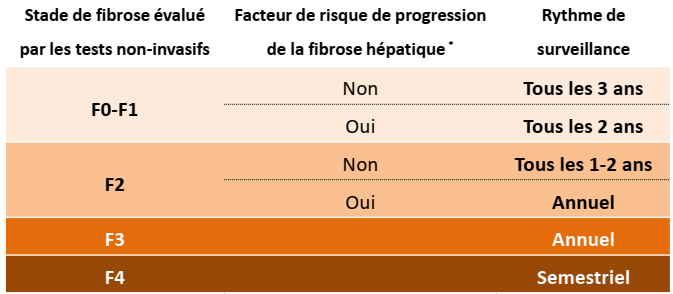 Stade de fibrose évalué
par les tests non-invasifs
Facteur de risque de progression
de la fibrose hépatique*
Rythme de
surveillance
F0-F1
Non
Tous les 3 ans
Oui
Tous les 2 ans
F2
Non
Tous les 1-2 ans
Oui
Annuel
F3
Annuel
F4
Semestriel